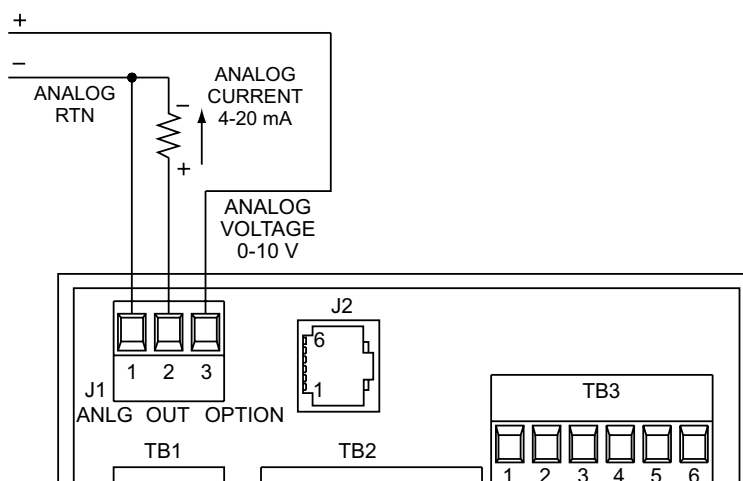 +
−
ANALOG
RTN
ANALOG
CURRENT
4-20 mA
−
+
ANALOG
VOLTAGE
0-10 V
1 2 3
J1
ANLG OUT OPTION
J2
6
1
TB1
TB2
TB3
1 2 3 4 5 6